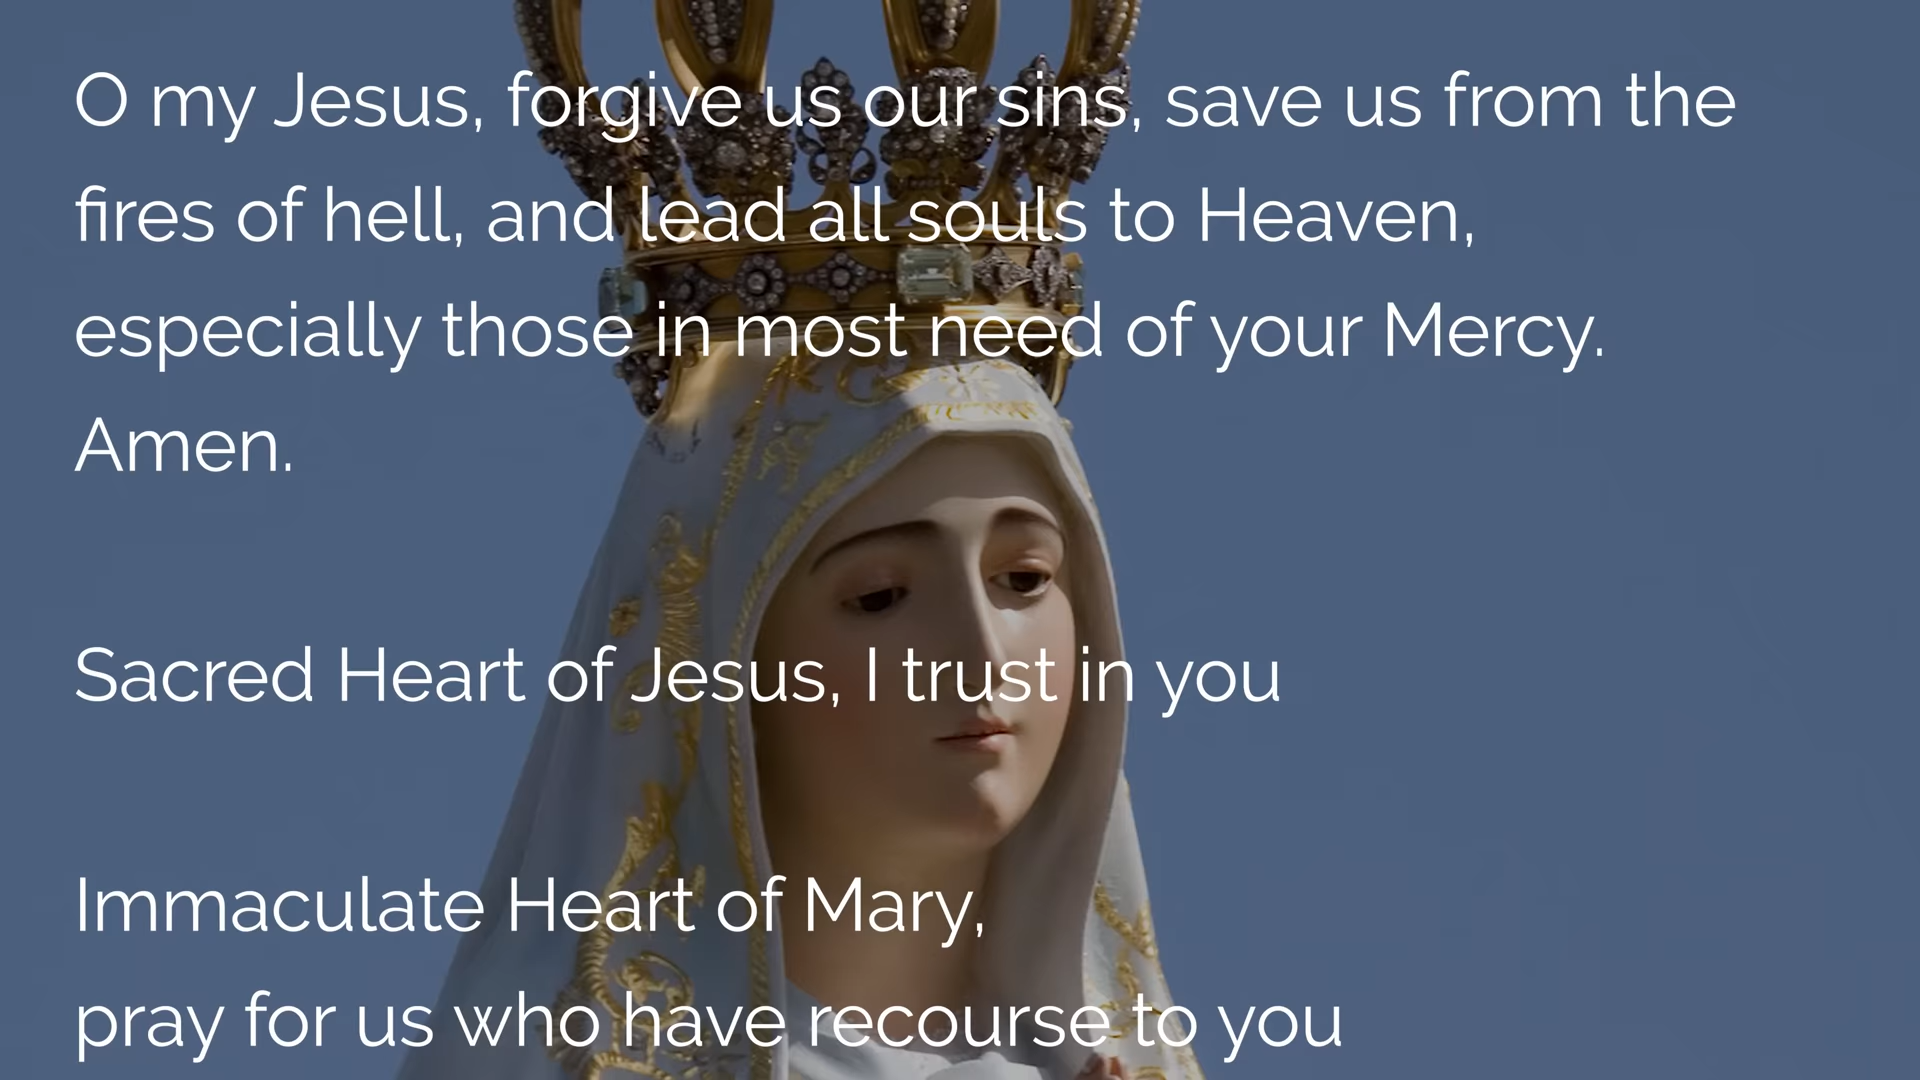 O my Jesus, forgive us our sins, save us from the
fires of hell, and lead all souls to Heaven,
especially those in most need of your Mercy.
Amen.
Sacred Heart of Jesus, I trust in you
Immaculate Heart of Mary,
pray for us who have recourse to you